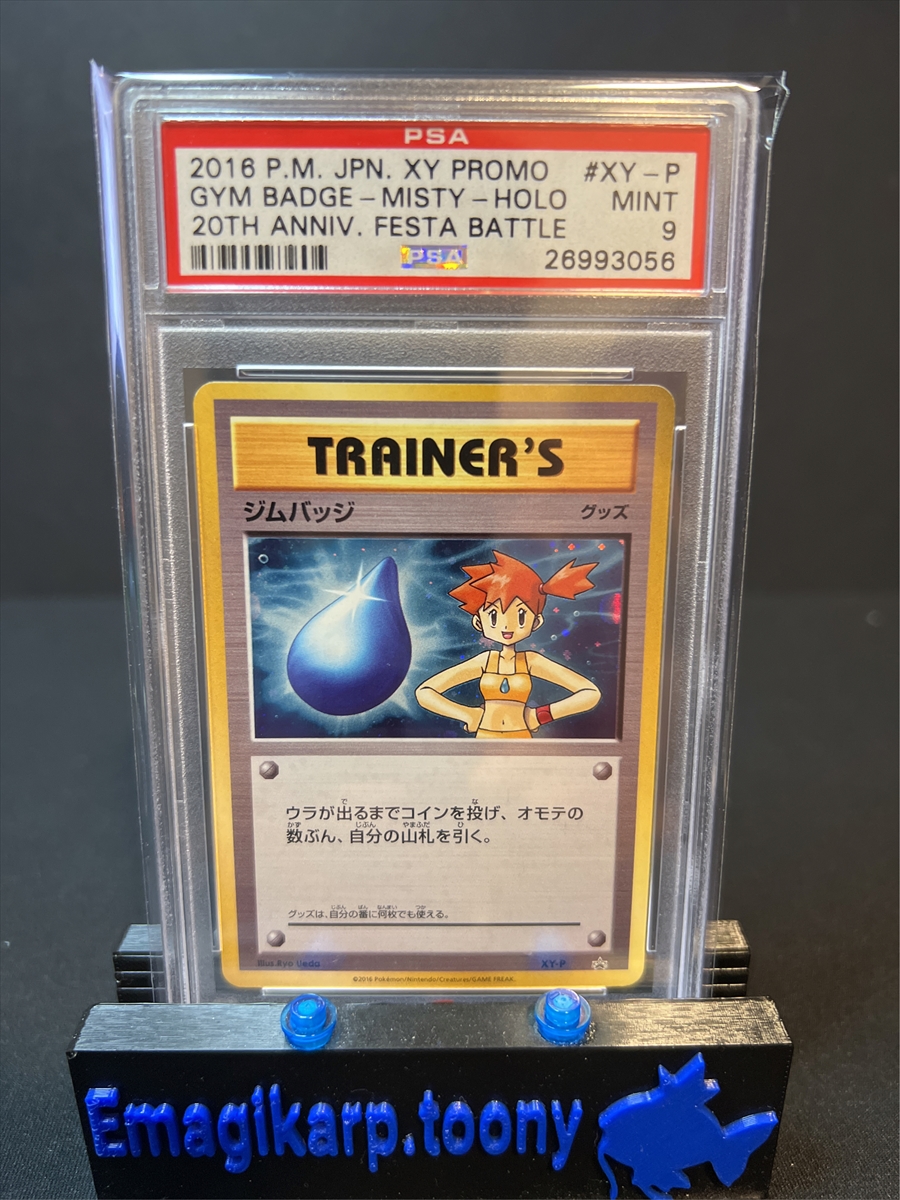 PSA
2016 P.M. JPN. XY PROMO #XY-P
GYM BADGE-MISTY-HOLO MINT
20TH ANNIV. FESTA BATTLE 9
PSA 26993056
TRAINER'S
ジムバッジ グッズ
ウラが出るまでコインを投げ、オモテの
数ぶん、自分の山札を引く。
グッズは、自分の番に何枚でも使える。
Illus. Ryo Ueda XY-P
©2016 Pokémon/Nintendo/Creatures/GAME FREAK.
Emagikarp.toony